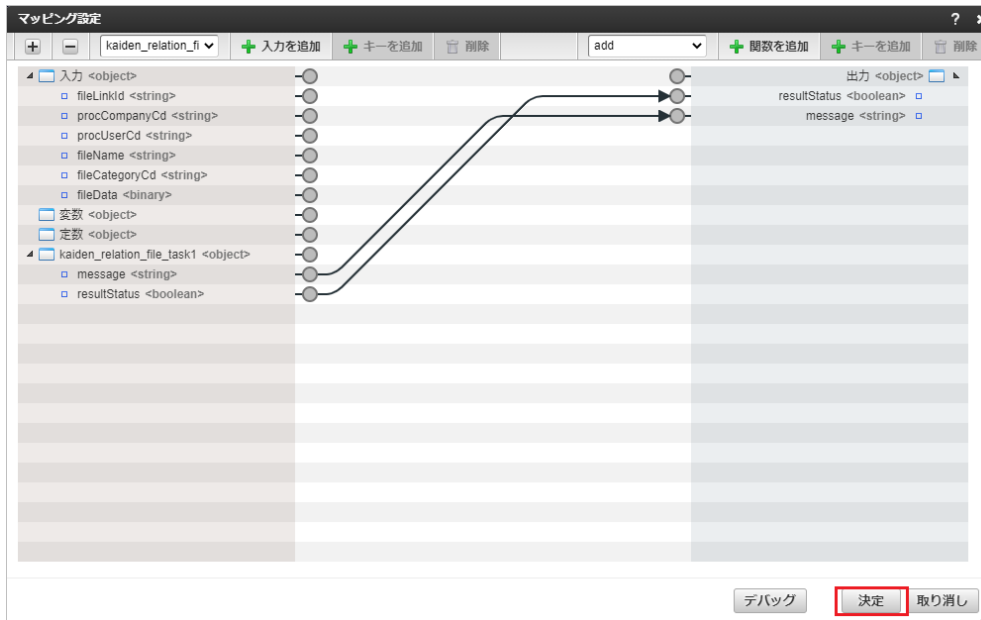 マッピング設定 ?
kaiden_relation_fi 入力を追加 キーを追加 削除 add 関数を追加 キーを追加 削除
入力 <object> 出力 <object>
fileLinkId <string> resultStatus <boolean>
procCompanyCd <string> message <string>
procUserCd <string>
fileName <string>
fileCategoryCd <string>
fileData <binary>
変数 <object>
定数 <object>
kaiden_relation_file_task1 <object>
message <string>
resultStatus <boolean>
デバッグ 決定 取り消し